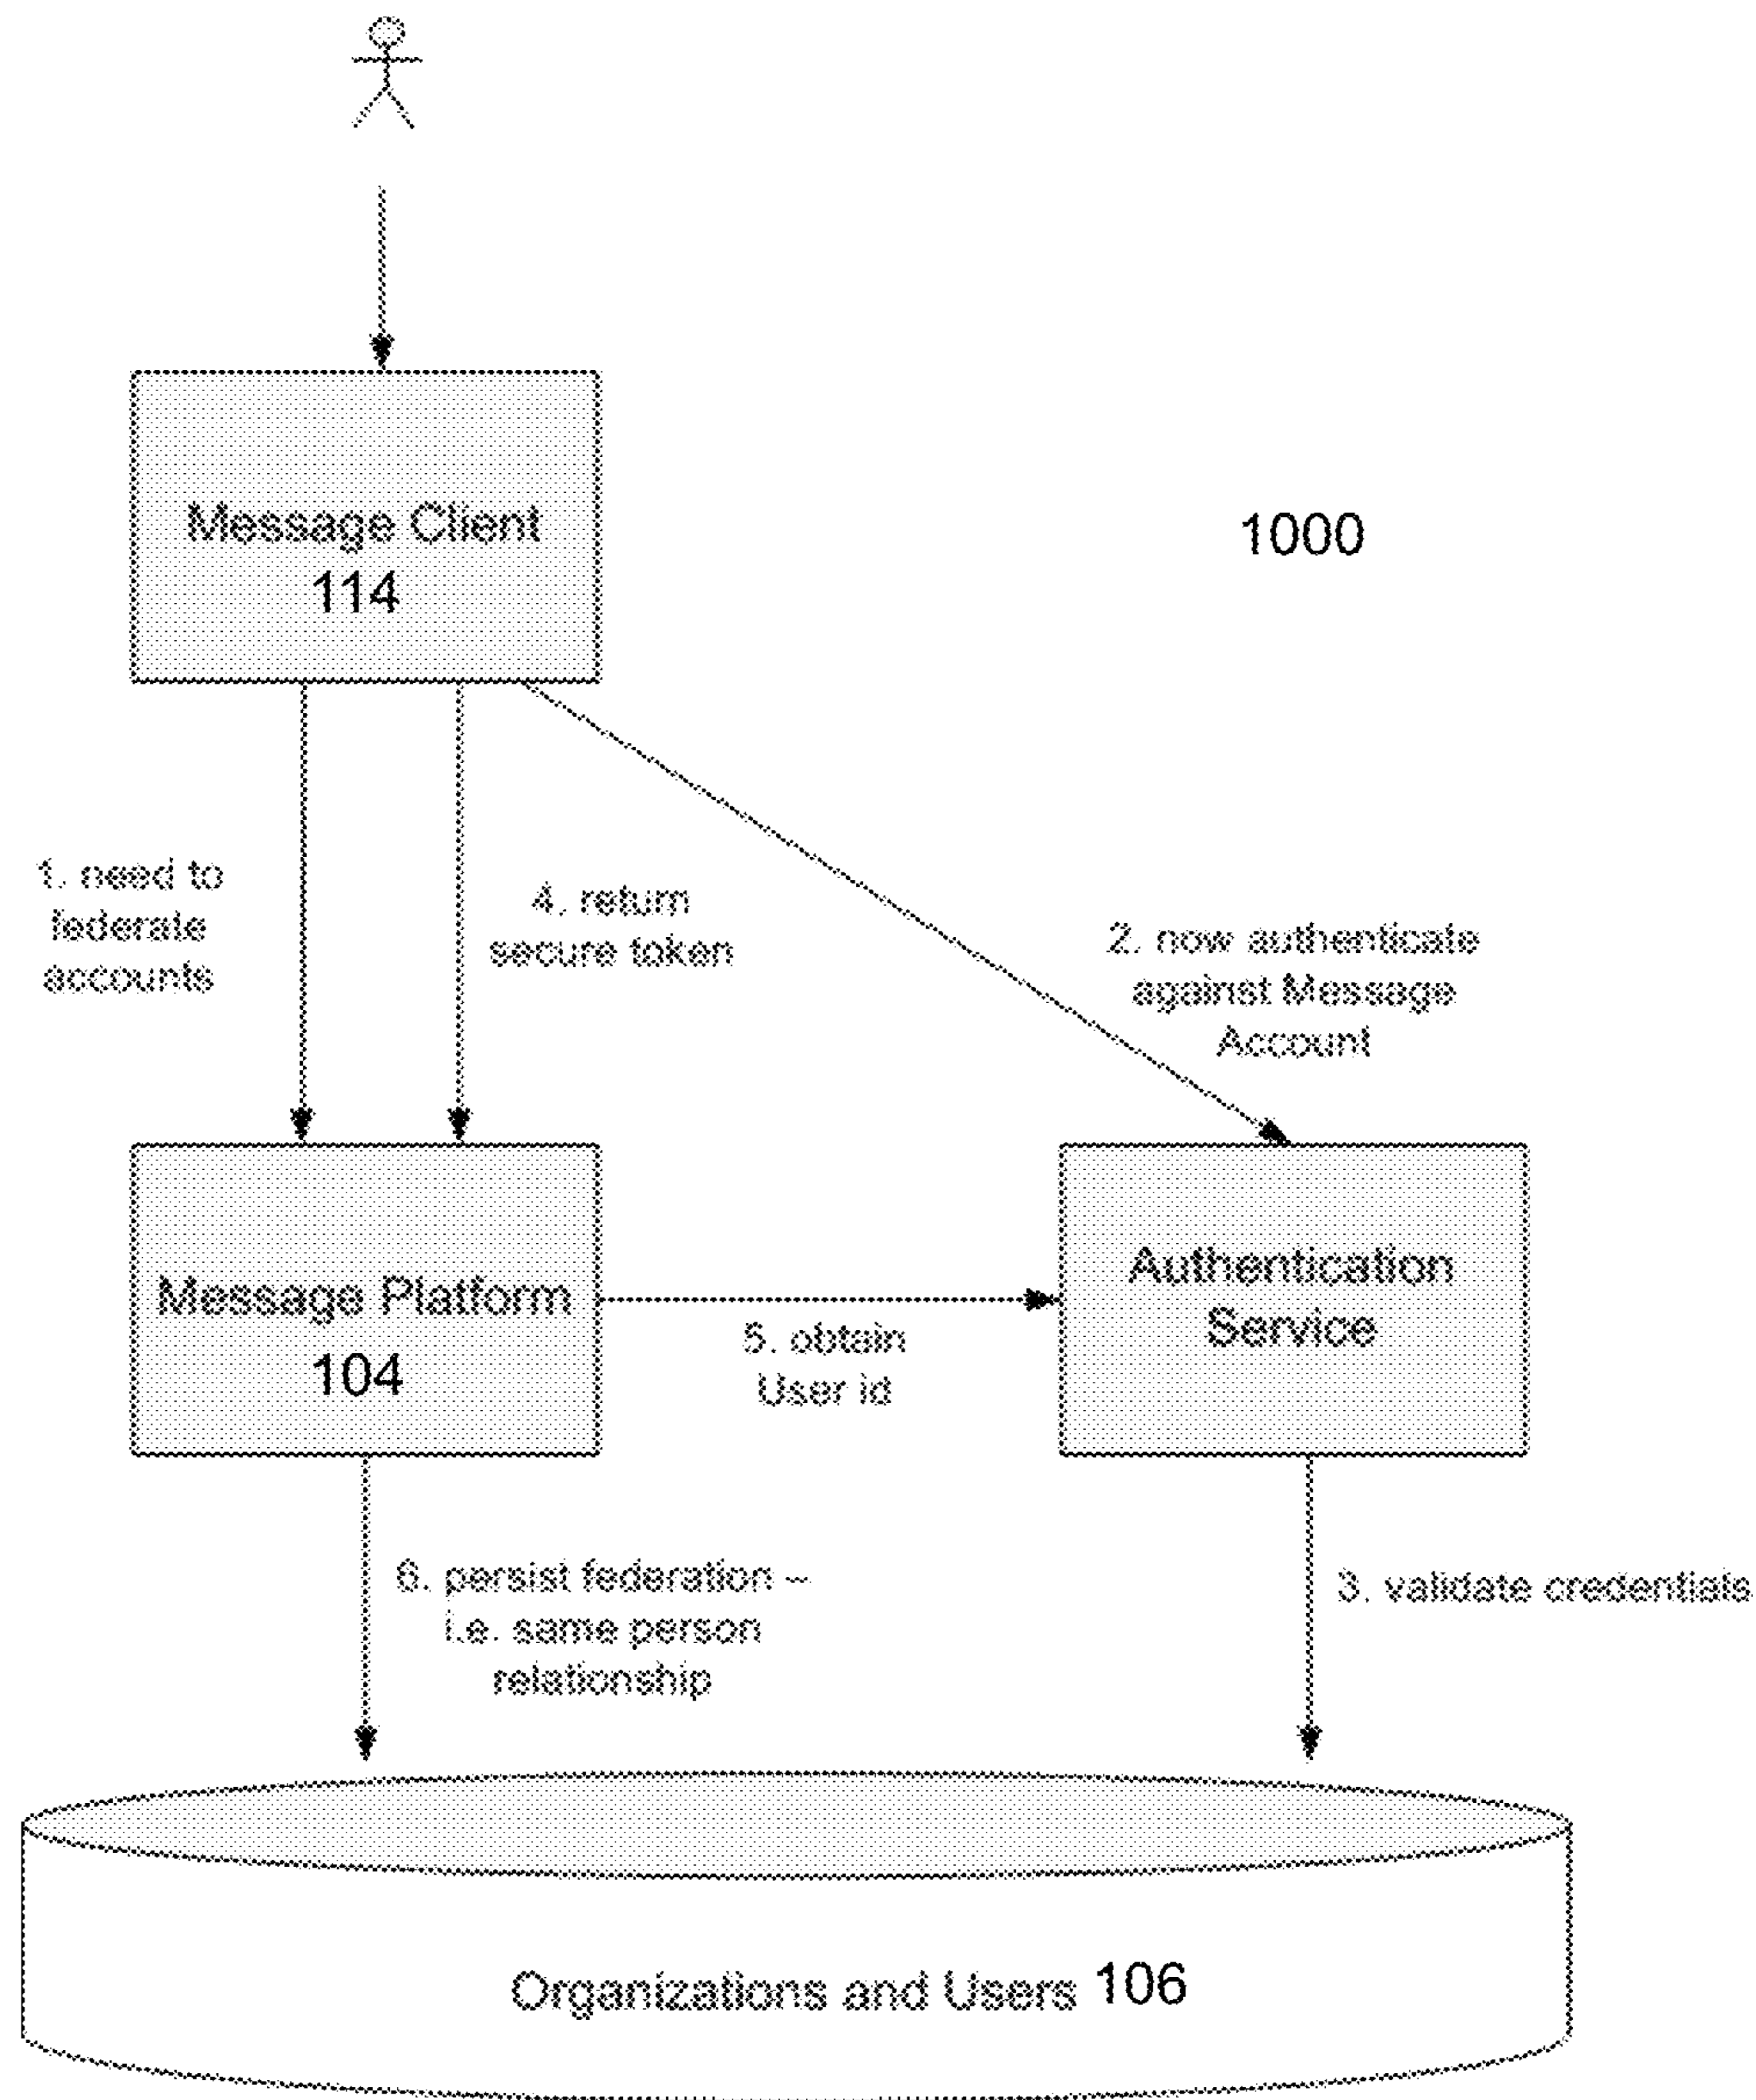 Message Client
114
1000
1. need to
federate
accounts
4. return
secure token
2. now authenticate
against Message
Account
Message Platform
104
5. obtain
User id
Authentication
Service
6. persist federation –
i.e. same person
relationship
3. validate credentials
Organizations and Users 106